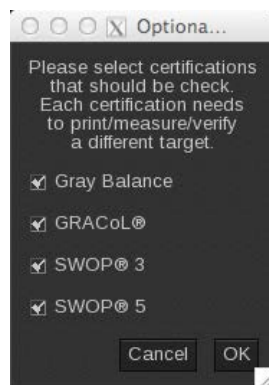 Optiona...
Please select certifications
that should be check.
Each certification needs
to print/measure/verify
a different target.
Gray Balance
GRACoL®
SWOP® 3
SWOP® 5
Cancel OK